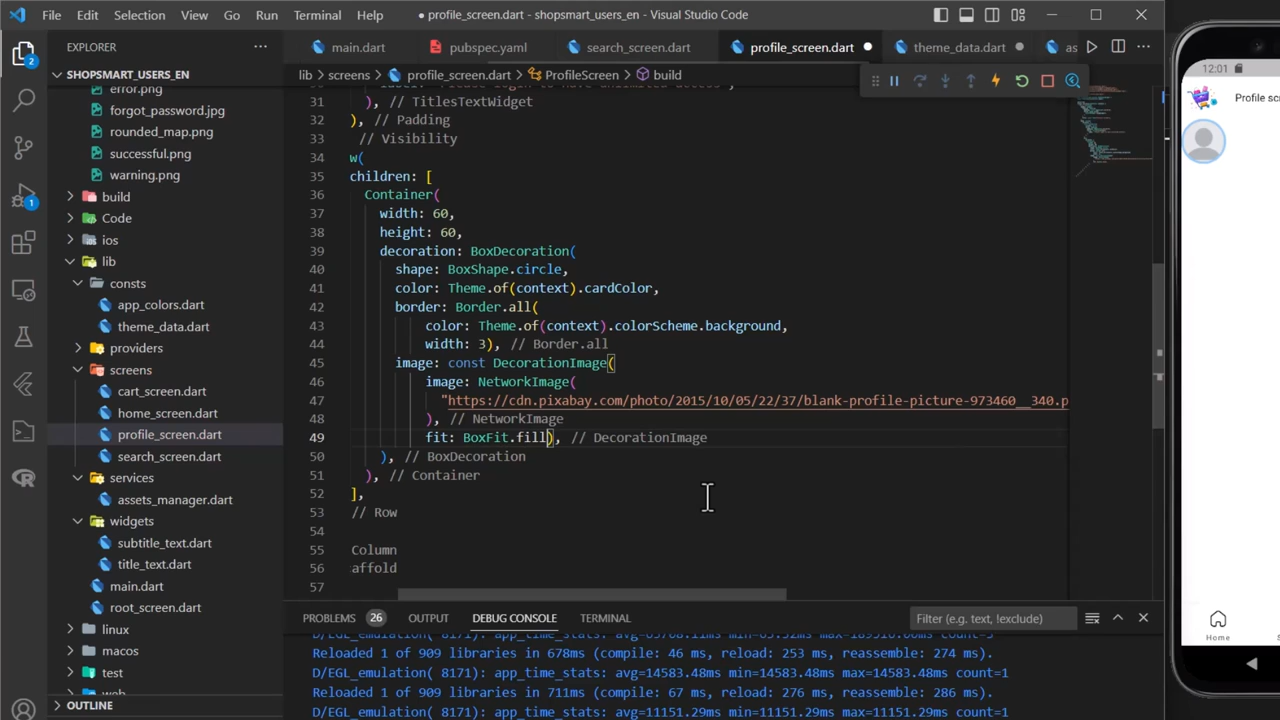 File Edit Selection View Go Run Terminal Help
● profile_screen.dart - shopsmart_users_en - Visual Studio Code
EXPLORER
SHOPSMART_USERS_EN
error.png
forgot_password.jpg
rounded_map.png
successful.png
warning.png
build
Code
ios
lib
consts
app_colors.dart
theme_data.dart
providers
screens
cart_screen.dart
home_screen.dart
profile_screen.dart
search_screen.dart
services
assets_manager.dart
widgets
subtitle_text.dart
title_text.dart
main.dart
root_screen.dart
linux
macos
test
web
OUTLINE
2
1
main.dart pubspec.yaml search_screen.dart profile_screen.dart ● theme_data.dart ● as
lib > screens > profile_screen.dart > ProfileScreen > build
31 ), // TitlesTextWidget
32 ), // Padding
33 // Visibility
34 w(
35 children: [
36 Container(
37 width: 60,
38 height: 60,
39 decoration: BoxDecoration(
40 shape: BoxShape.circle,
41 color: Theme.of(context).cardColor,
42 border: Border.all(
43 color: Theme.of(context).colorScheme.background,
44 width: 3), // Border.all
45 image: const DecorationImage(
46 image: NetworkImage(
47 "https://cdn.pixabay.com/photo/2015/10/05/22/37/blank-profile-picture-973460__340.p
48 ), // NetworkImage
49 fit: BoxFit.fill), // DecorationImage
50 ), // BoxDecoration
51 ), // Container
52 ],
53 // Row
54
55 Column
56 affold
57
PROBLEMS 26 OUTPUT DEBUG CONSOLE TERMINAL Filter (e.g. text, !exclude)
Reloaded 1 of 909 libraries in 678ms (compile: 46 ms, reload: 253 ms, reassemble: 274 ms).
D/EGL_emulation( 8171): app_time_stats: avg=14583.48ms min=14583.48ms max=14583.48ms count=1
Reloaded 1 of 909 libraries in 711ms (compile: 67 ms, reload: 276 ms, reassemble: 286 ms).
D/EGL_emulation( 8171): app_time_stats: avg=11151.29ms min=11151.29ms max=11151.29ms count=1
12:01
Profile scr
Home